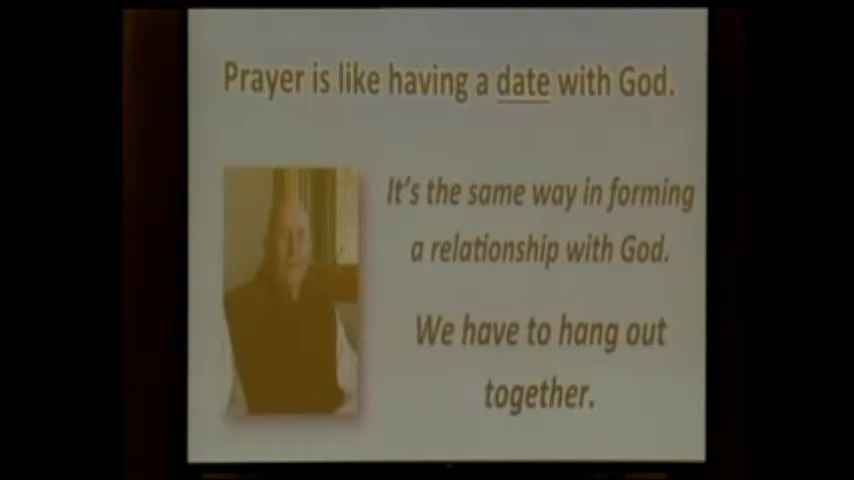 Prayer is like having a date with God.
It's the same way in forming
a relationship with God.
We have to hang out
together.